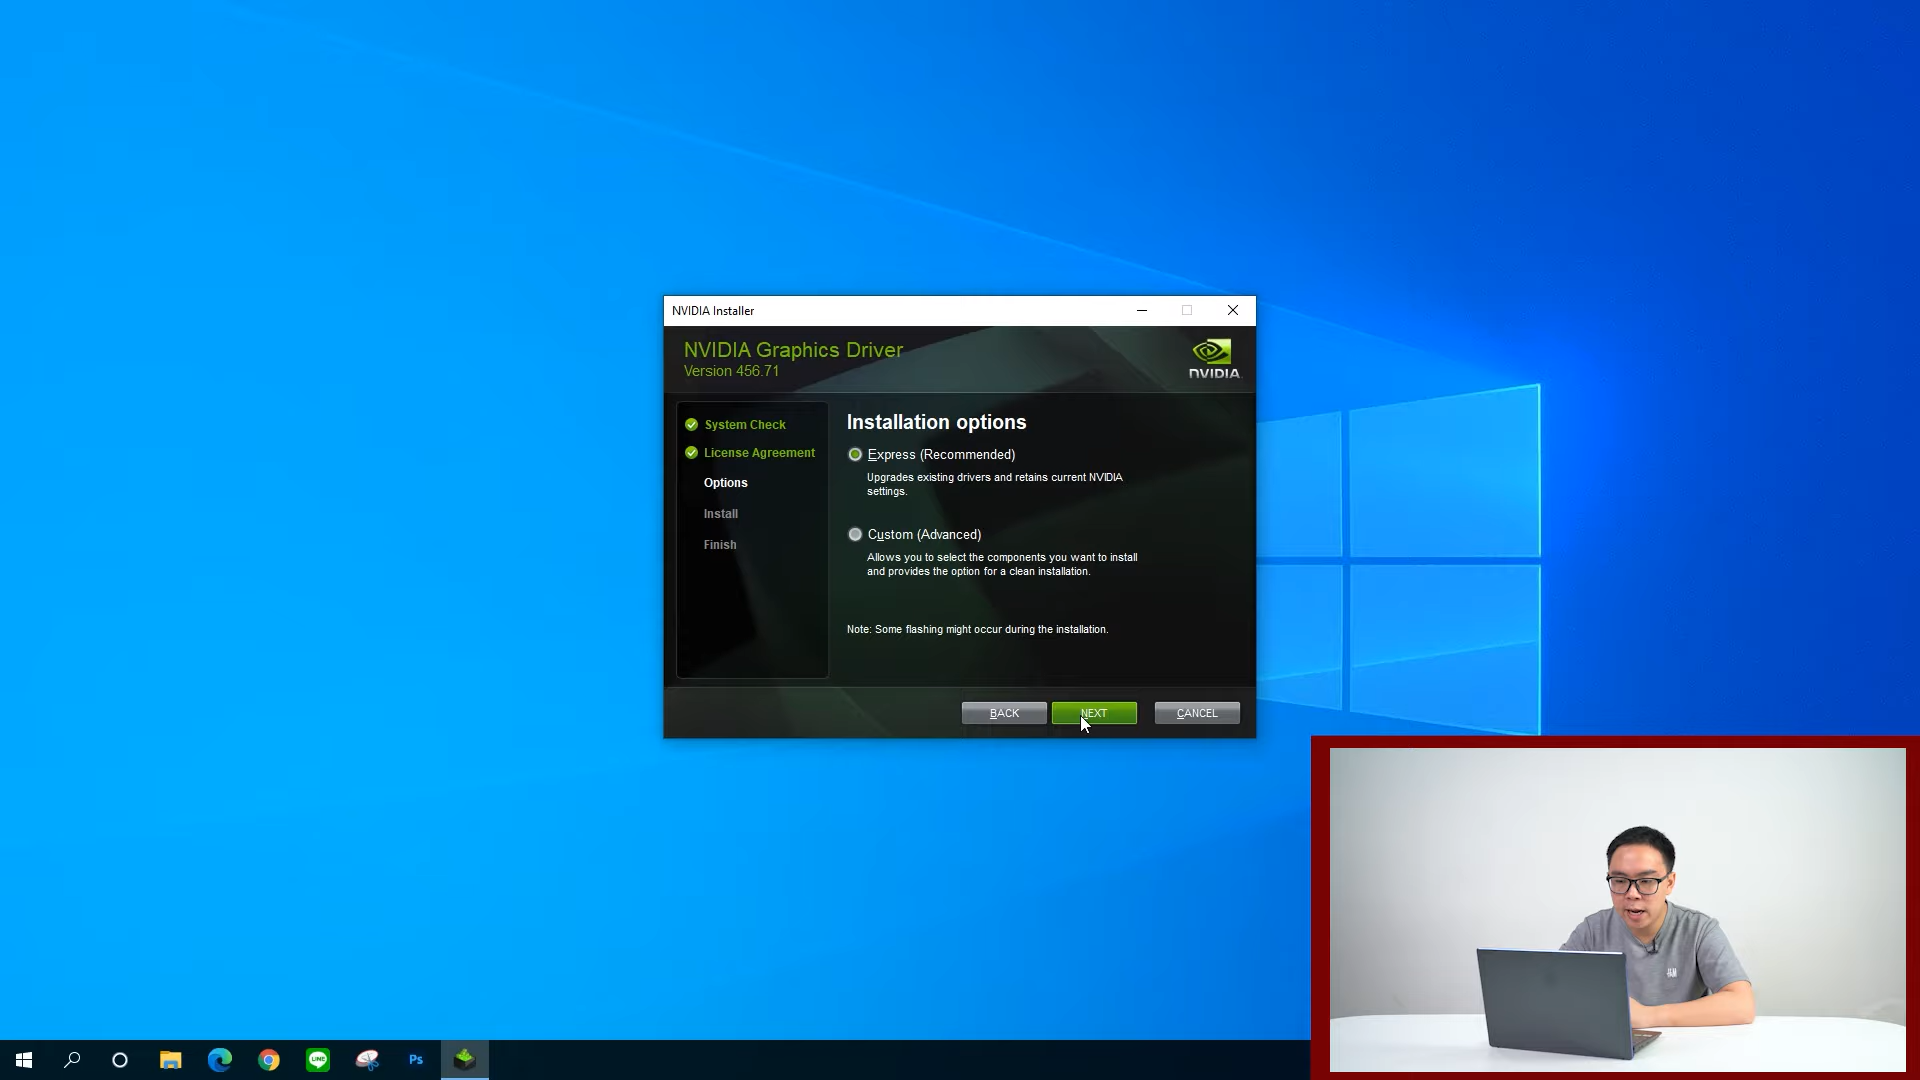 NVIDIA Installer
NVIDIA Graphics Driver
Version 456.71
NVIDIA
System Check
License Agreement
Options
Install
Finish
Installation options
Express (Recommended)
Upgrades existing drivers and retains current NVIDIA
settings.
Custom (Advanced)
Allows you to select the components you want to install
and provides the option for a clean installation.
Note: Some flashing might occur during the installation.
BACK
NEXT
CANCEL
LINE
Ps